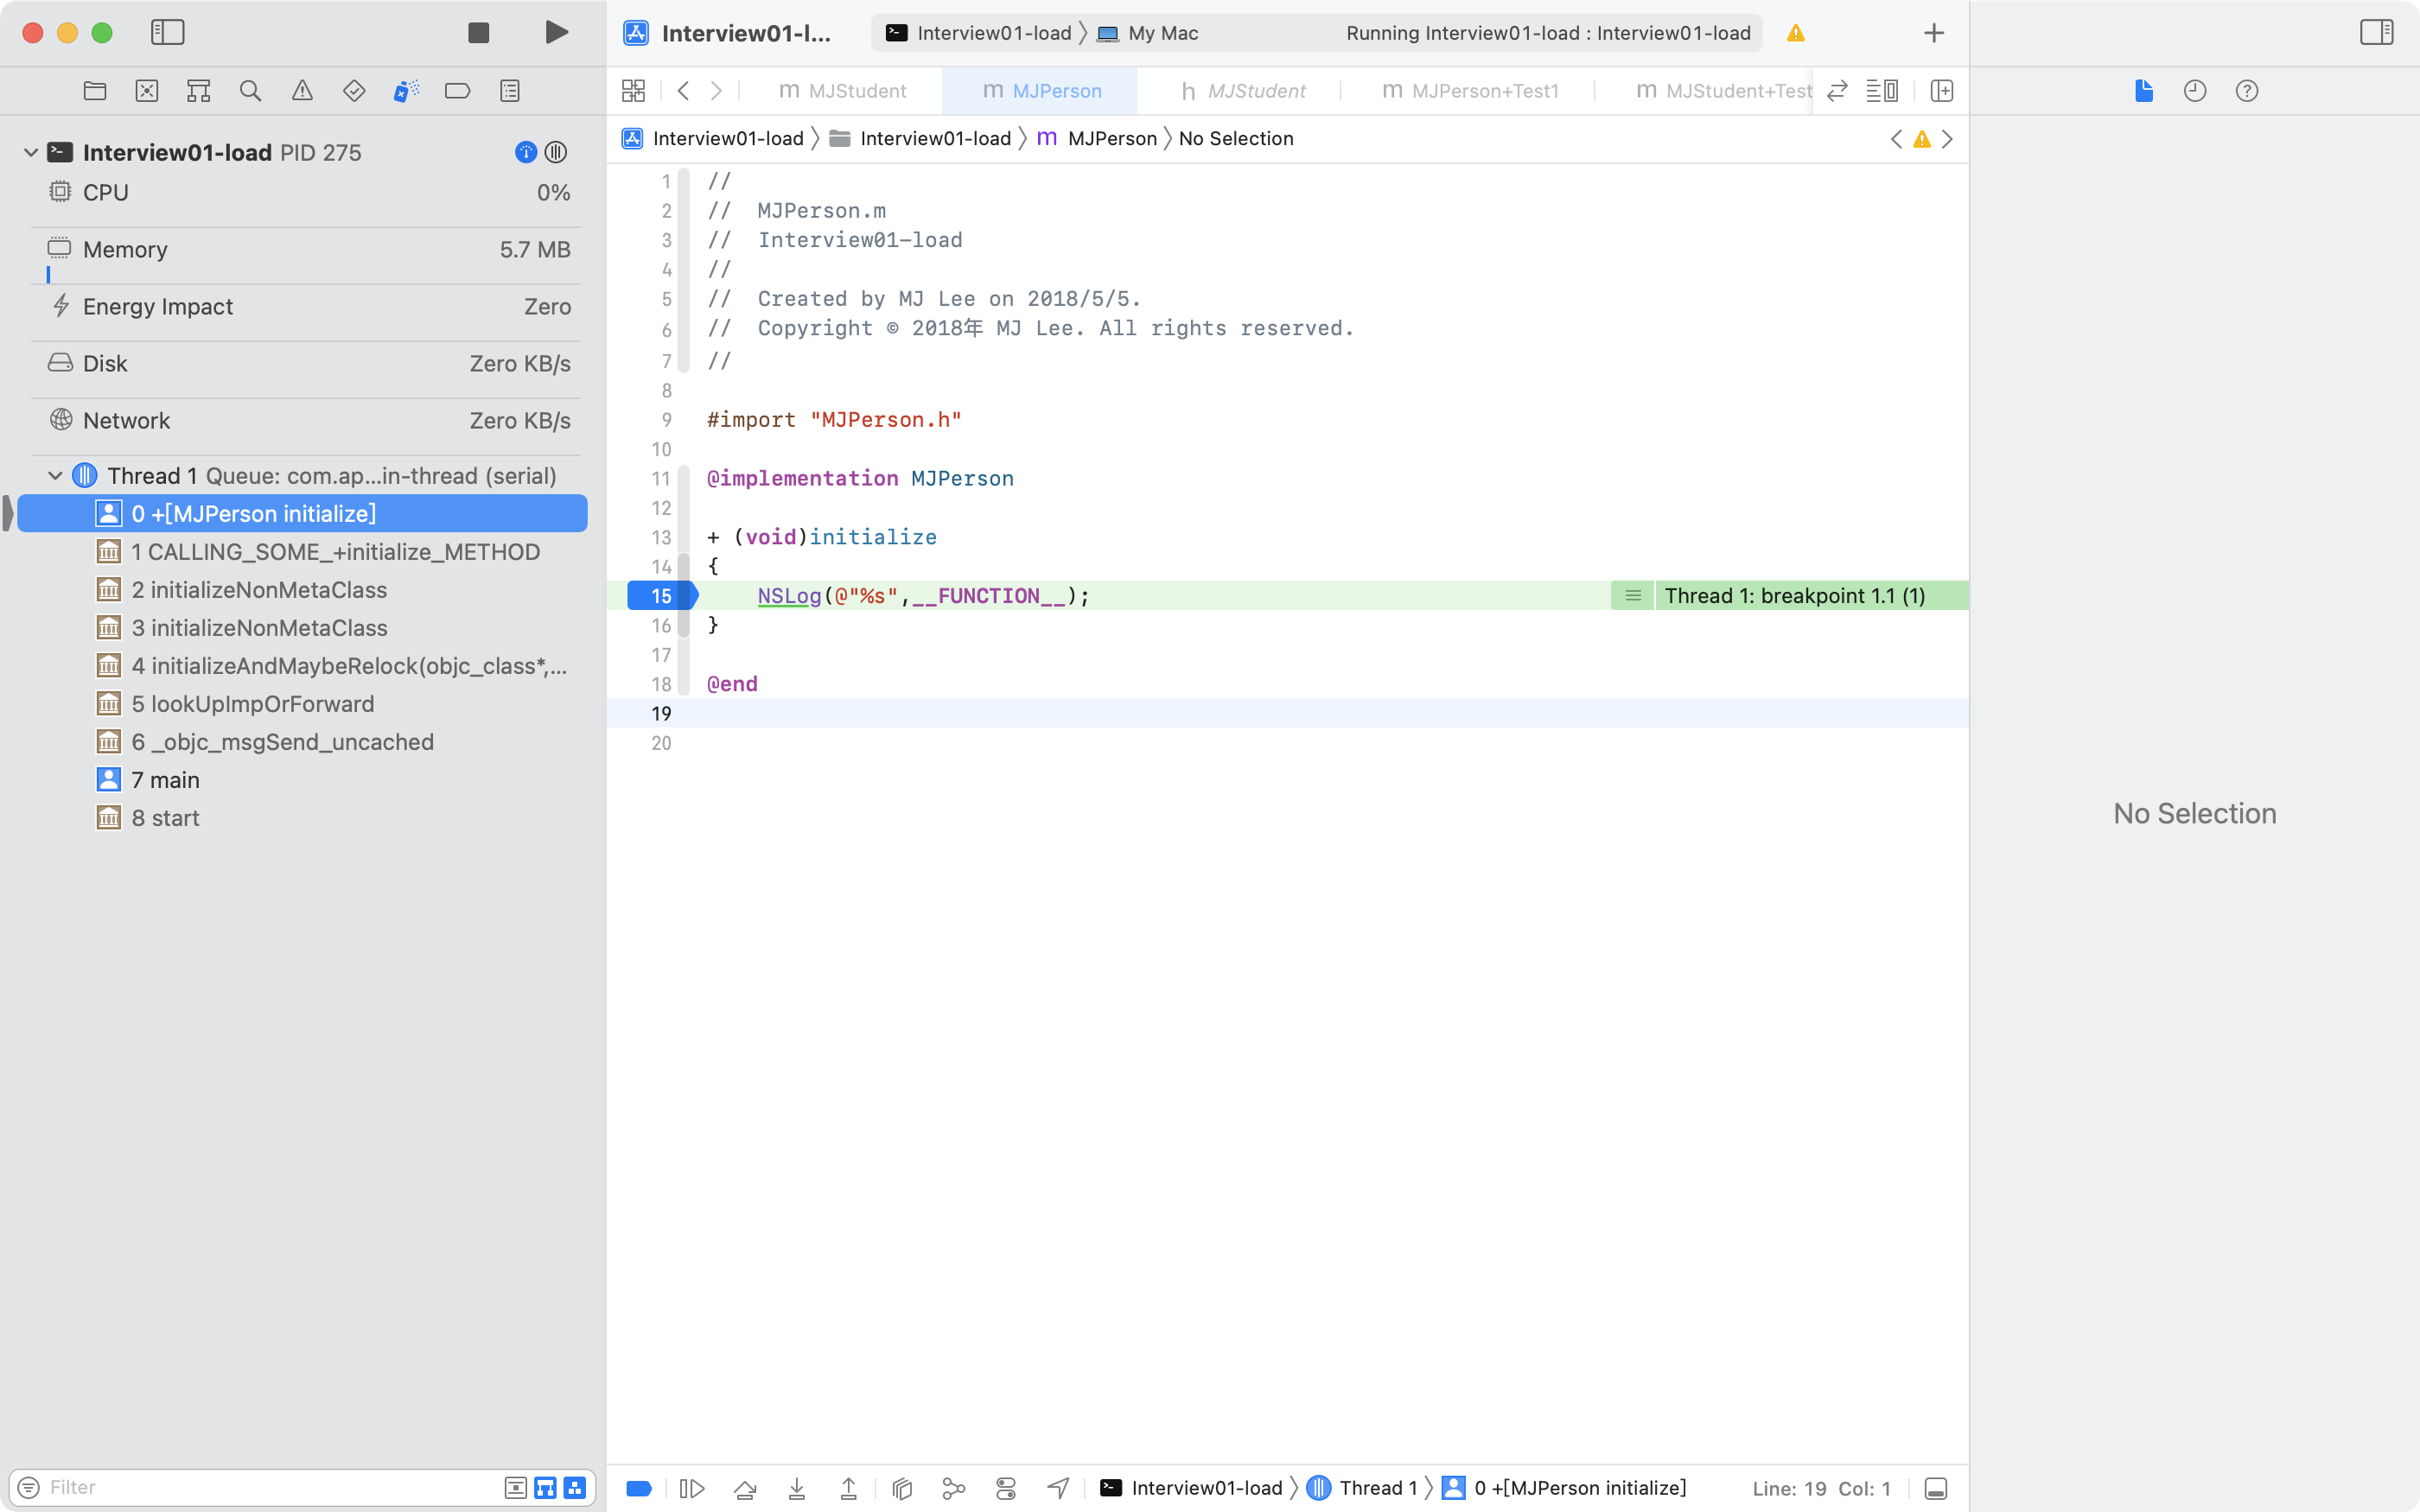 Interview01-l...
Interview01-load 〉 My Mac
Running Interview01-load : Interview01-load
Interview01-load PID 275
CPU 0%
Memory 5.7 MB
Energy Impact Zero
Disk Zero KB/s
Network Zero KB/s
Thread 1 Queue: com.ap...in-thread (serial)
0 +[MJPerson initialize]
1 CALLING_SOME_+initialize_METHOD
2 initializeNonMetaClass
3 initializeNonMetaClass
4 initializeAndMaybeRelock(objc_class*,...
5 lookUpImpOrForward
6 _objc_msgSend_uncached
7 main
8 start
Filter
m MJStudent
m MJPerson
h MJStudent
m MJPerson+Test1
m MJStudent+Test
Interview01-load 〉 Interview01-load 〉 m MJPerson 〉 No Selection
1 //
2 //  MJPerson.m
3 //  Interview01-load
4 //
5 //  Created by MJ Lee on 2018/5/5.
6 //  Copyright © 2018年 MJ Lee. All rights reserved.
7 //
8
9 #import "MJPerson.h"
10
11 @implementation MJPerson
12
13 + (void)initialize
14 {
15     NSLog(@"%s",__FUNCTION__); Thread 1: breakpoint 1.1 (1)
16 }
17
18 @end
19
20
Interview01-load 〉 Thread 1 〉 0 +[MJPerson initialize]
Line: 19 Col: 1
No Selection